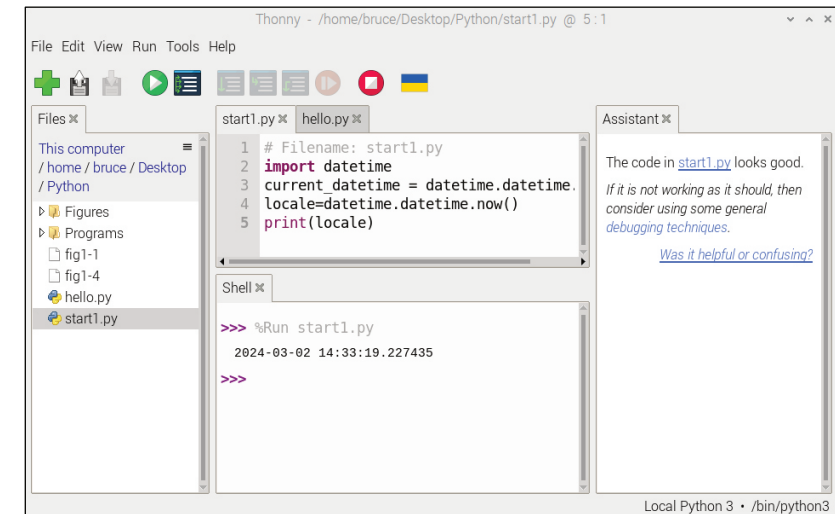 Thonny - /home/bruce/Desktop/Python/start1.py @ 5:1
File Edit View Run Tools Help
Files
This computer
/ home / bruce / Desktop
/ Python
Figures
Programs
fig1-1
fig1-4
hello.py
start1.py
start1.py hello.py
1 # Filename: start1.py
2 import datetime
3 current_datetime = datetime.datetime.
4 locale=datetime.datetime.now()
5 print(locale)
Shell
>>> %Run start1.py
2024-03-02 14:33:19.227435
>>>
Assistant
The code in start1.py looks good.
If it is not working as it should, then
consider using some general
debugging techniques.
Was it helpful or confusing?
Local Python 3 • /bin/python3